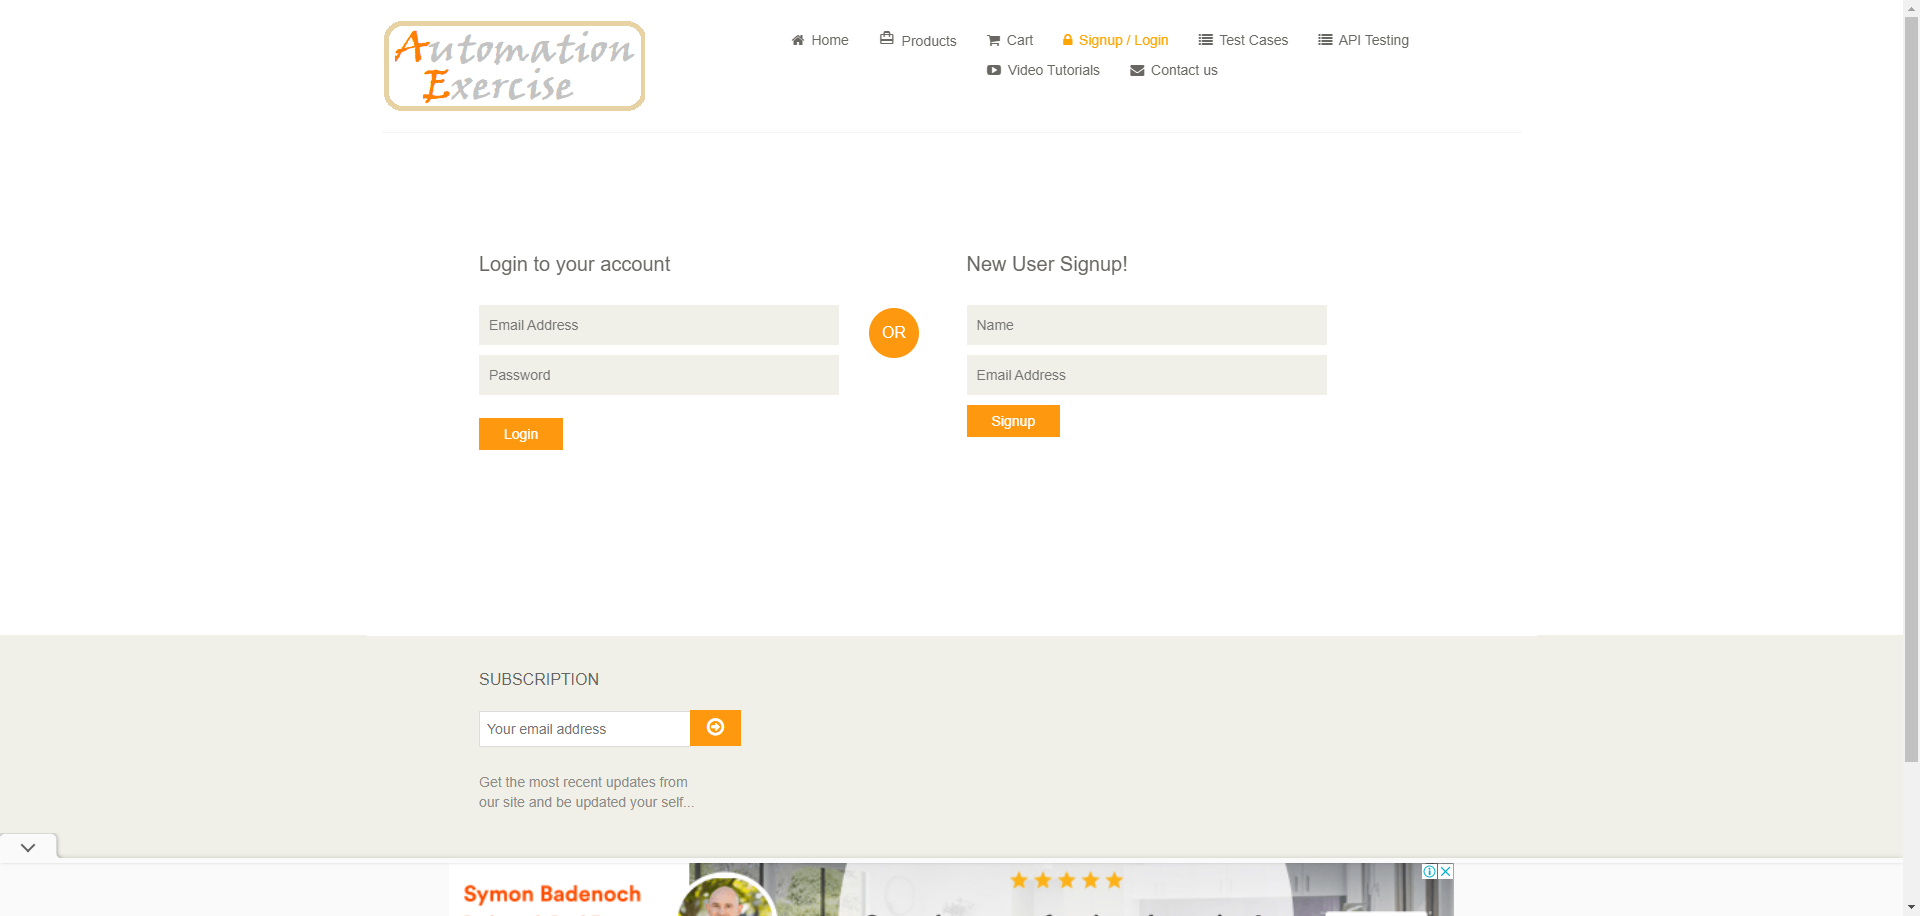 Automation
Exercise
Home
Products
Cart
Signup / Login
Test Cases
API Testing
Video Tutorials
Contact us
Login to your account
Email Address
Password
Login
OR
New User Signup!
Name
Email Address
Signup
SUBSCRIPTION
Your email address
Get the most recent updates from
our site and be updated your self...
Symon Badenoch